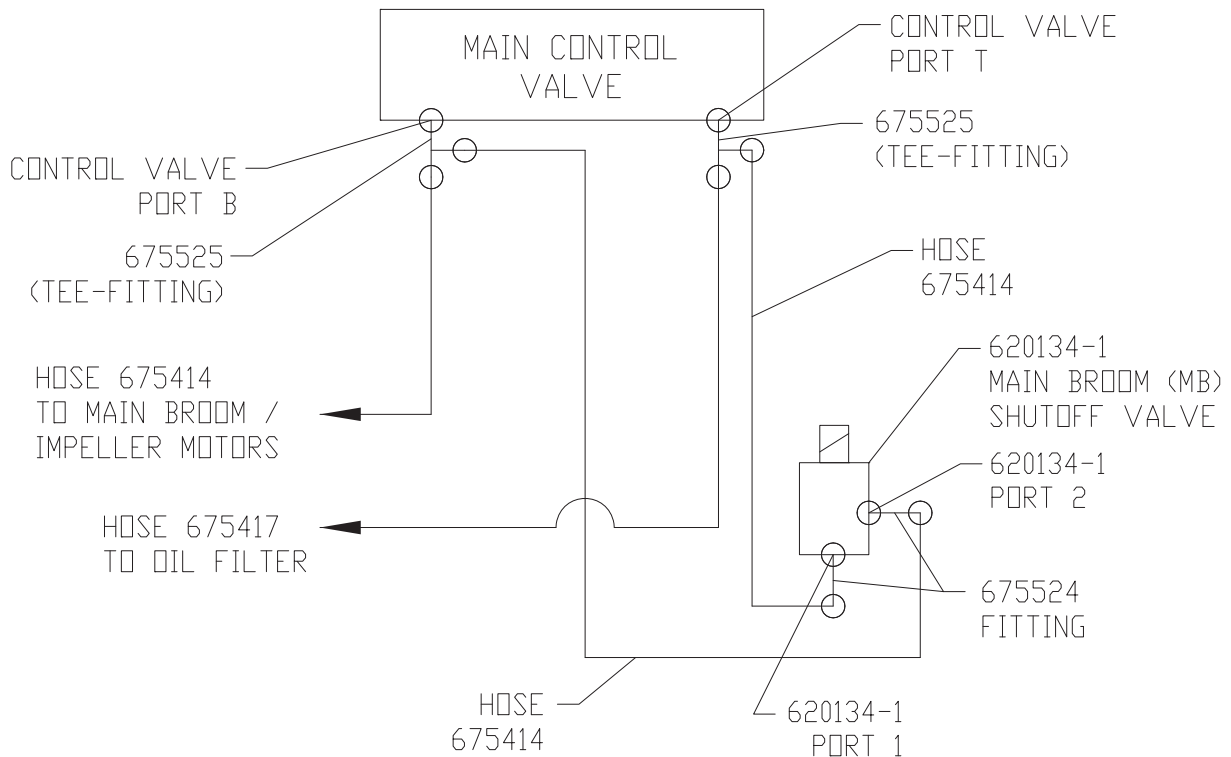 MAIN CONTROL
VALVE
CONTROL VALVE
PORT T
675525
(TEE-FITTING)
CONTROL VALVE
PORT B
675525
(TEE-FITTING)
HOSE
675414
620134-1
MAIN BROOM (MB)
SHUTOFF VALVE
HOSE 675414
TO MAIN BROOM /
IMPELLER MOTORS
620134-1
PORT 2
HOSE 675417
TO OIL FILTER
675524
FITTING
HOSE
675414
620134-1
PORT 1